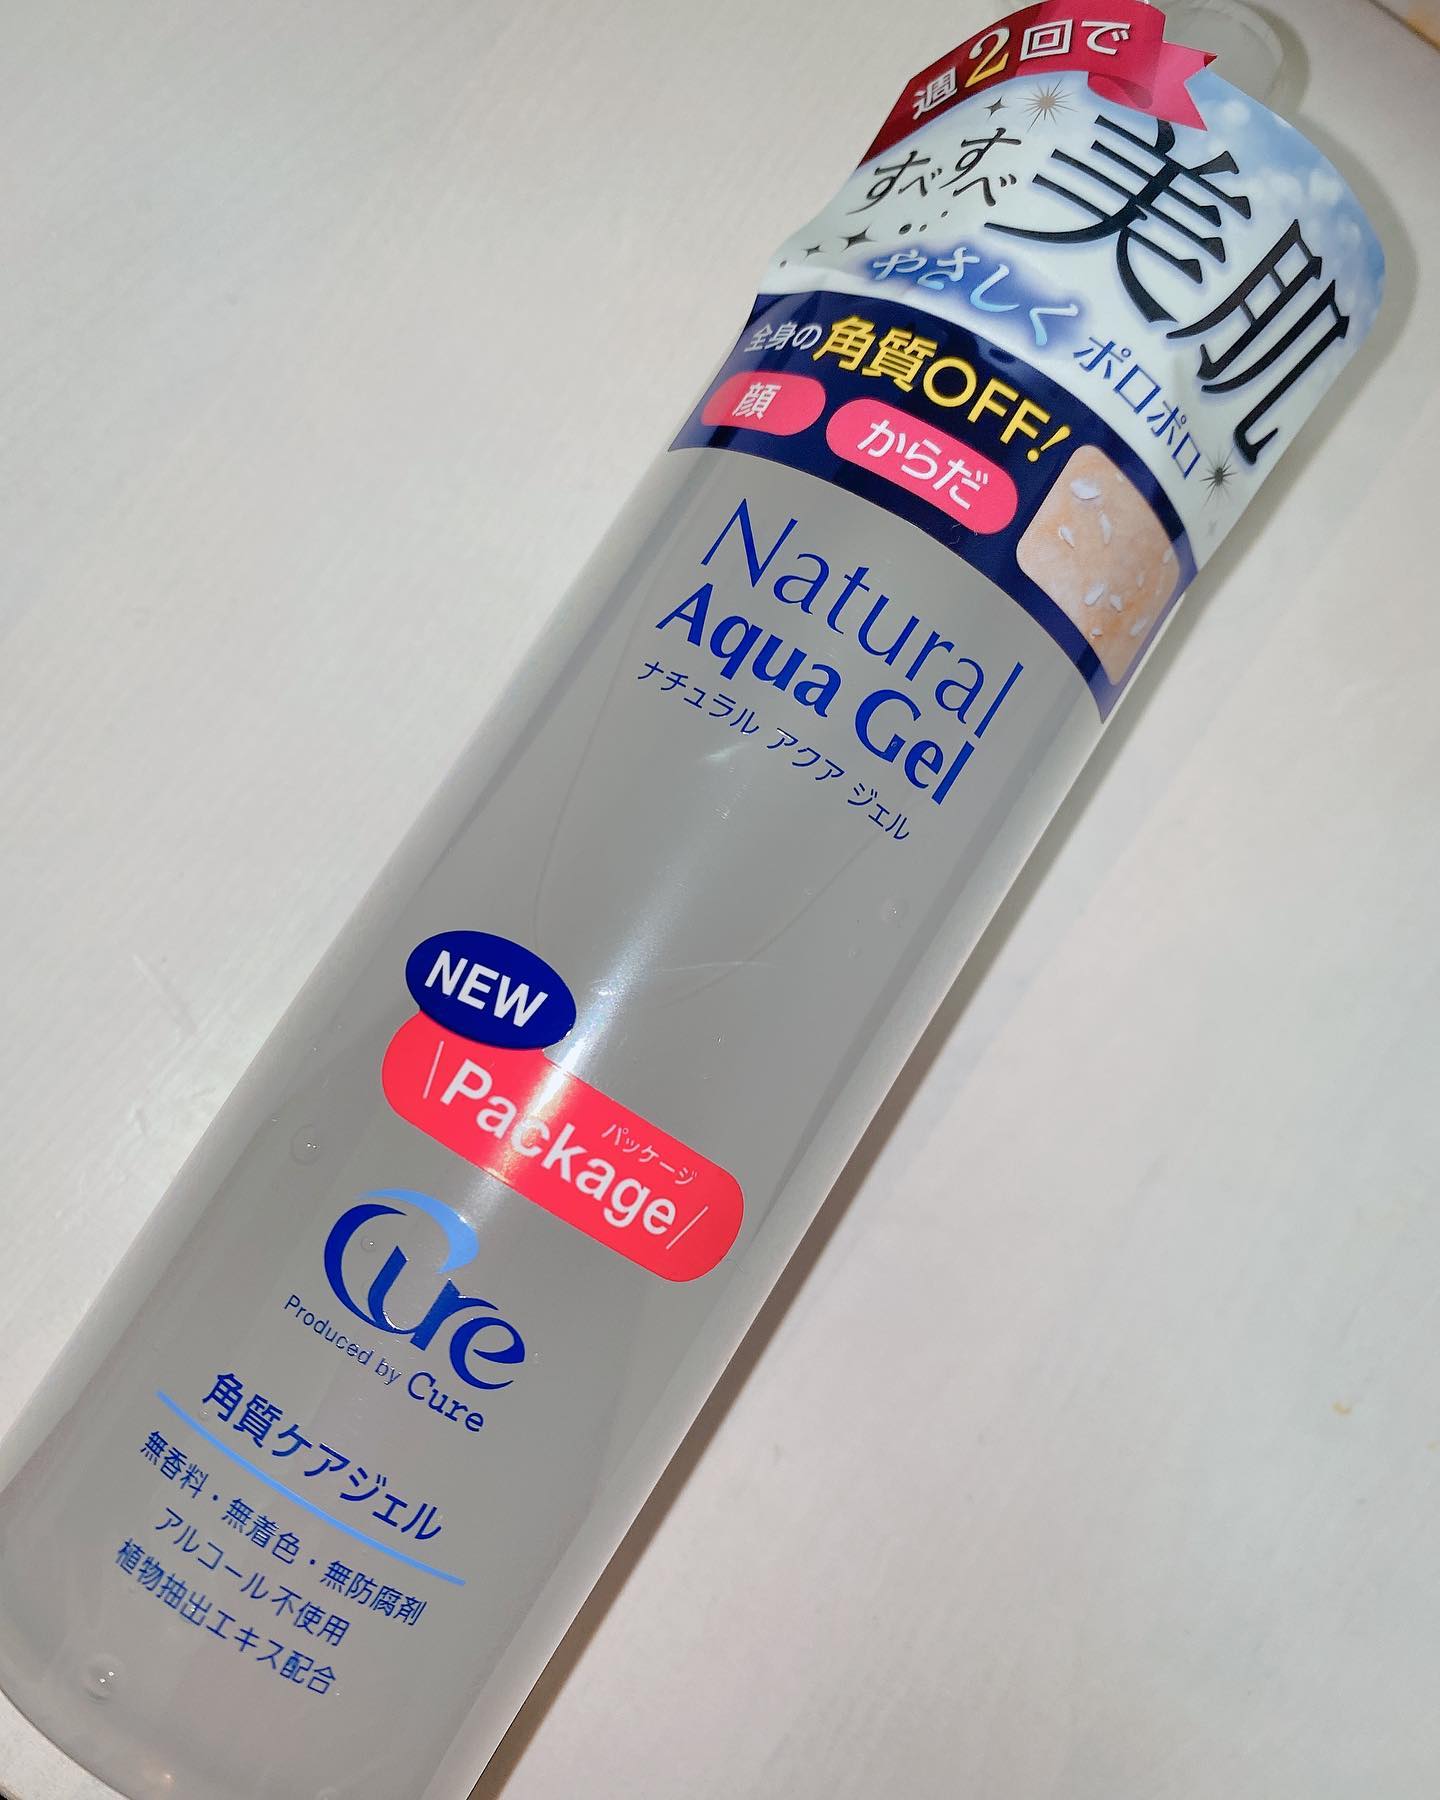 週2回で
すべすべ
美肌
やさしく ポロポロ
全身の角質OFF!
顔 からだ
Natural
Aqua Gel
ナチュラル アクア ジェル
NEW
パッケージ
Package
Cure
Produced by Cure
角質ケアジェル
無香料・無着色・無防腐剤
アルコール不使用
植物抽出エキス配合